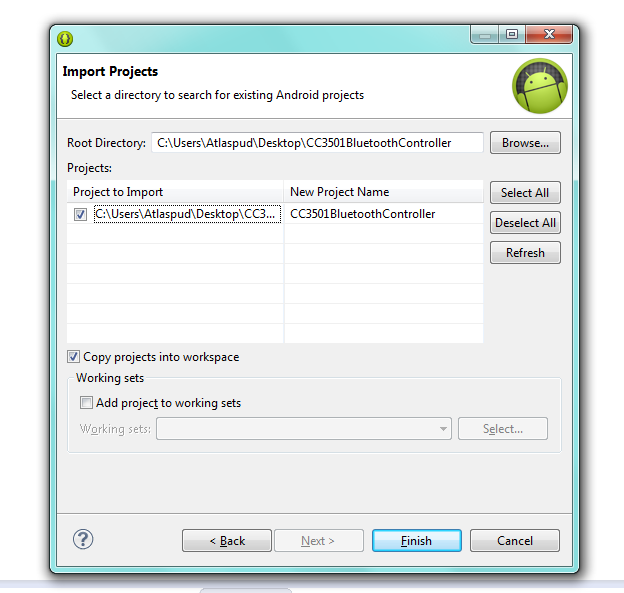 Import Projects
Select a directory to search for existing Android projects
Root Directory: C:\Users\Atlaspud\Desktop\CC3501BluetoothController Browse...
Projects:
Project to Import New Project Name Select All
C:\Users\Atlaspud\Desktop\CC3... CC3501BluetoothController
Deselect All
Refresh
Copy projects into workspace
Working sets
Add project to working sets
Working sets: Select...
? < Back Next > Finish Cancel